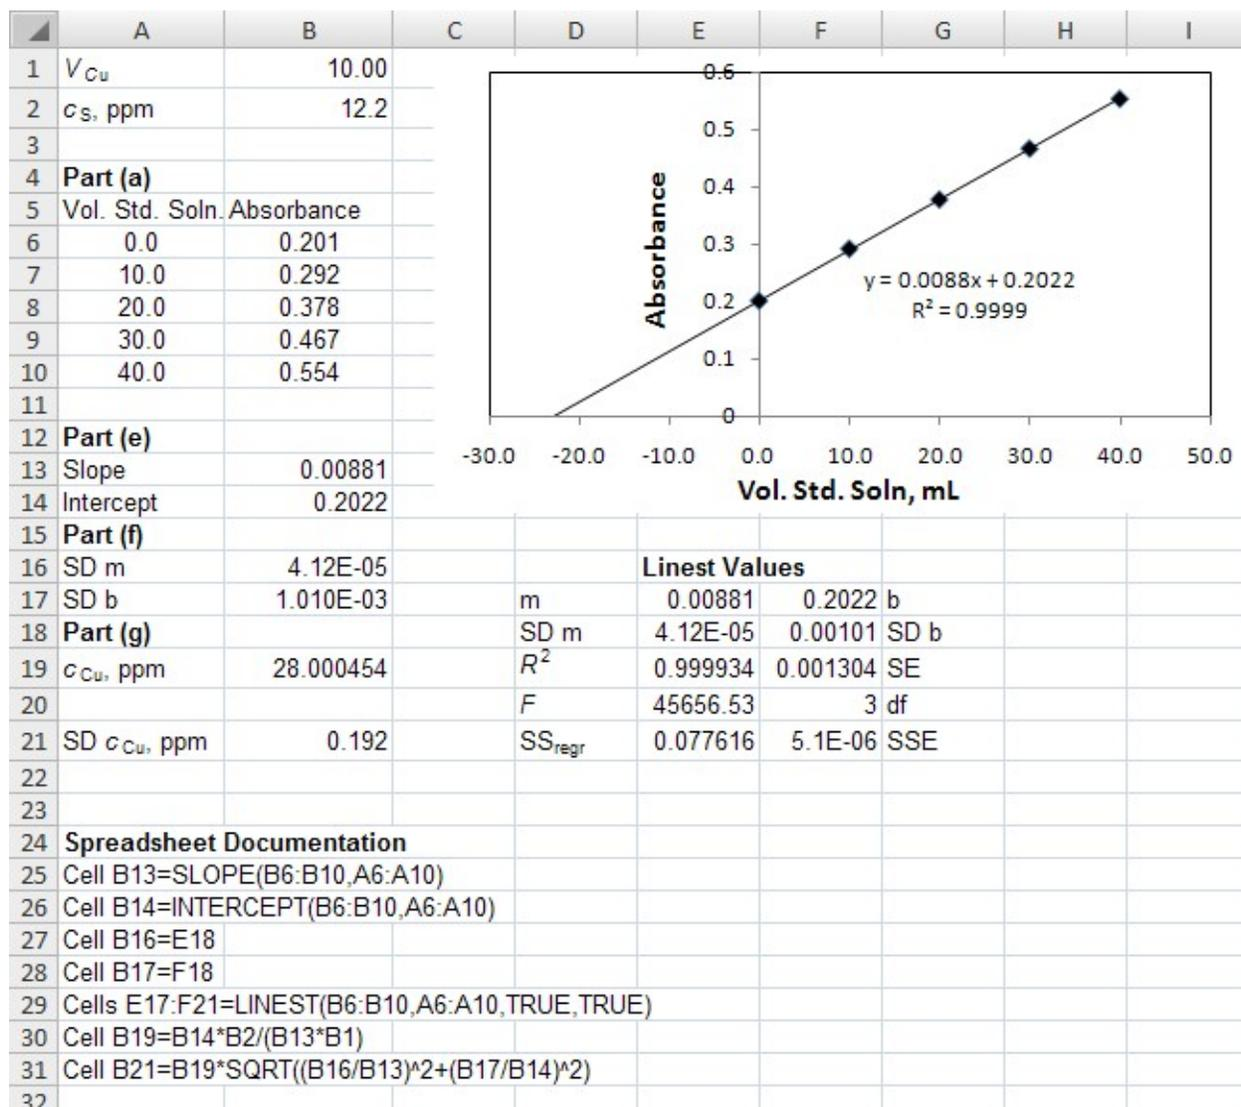 A B C D E F G H I
1 V Cu 10.00
2 c S, ppm 12.2
3
4 Part (a)
5 Vol. Std. Soln. Absorbance
6 0.0 0.201
7 10.0 0.292
8 20.0 0.378
9 30.0 0.467
10 40.0 0.554
11
12 Part (e)
13 Slope 0.00881
14 Intercept 0.2022
15 Part (f)
16 SD m 4.12E-05 Linest Values
17 SD b 1.010E-03 m 0.00881 0.2022 b
18 Part (g) SD m 4.12E-05 0.00101 SD b
19 c Cu, ppm 28.000454 R² 0.999934 0.001304 SE
20 F 45656.53 3 df
21 SD c Cu, ppm 0.192 SSregr 0.077616 5.1E-06 SSE
22
23
24 Spreadsheet Documentation
25 Cell B13=SLOPE(B6:B10,A6:A10)
26 Cell B14=INTERCEPT(B6:B10,A6:A10)
27 Cell B16=E18
28 Cell B17=F18
29 Cells E17:F21=LINEST(B6:B10,A6:A10,TRUE,TRUE)
30 Cell B19=B14*B2/(B13*B1)
31 Cell B21=B19*SQRT((B16/B13)^2+(B17/B14)^2)
32
0.6
0.5
0.4
0.3
0.2
0.1
0
Absorbance
y = 0.0088x + 0.2022
R² = 0.9999
-30.0 -20.0 -10.0 0.0 10.0 20.0 30.0 40.0 50.0
Vol. Std. Soln, mL